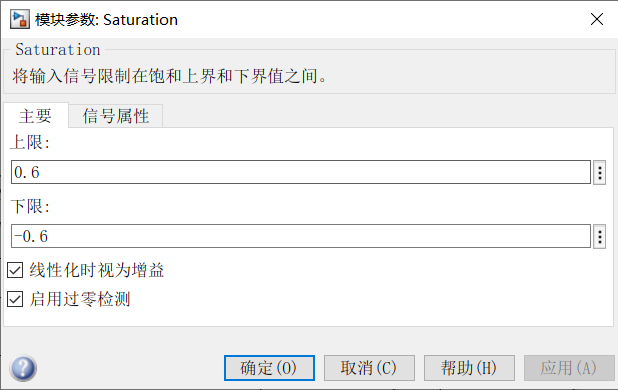 模块参数: Saturation
Saturation
将输入信号限制在饱和上界和下界值之间。
主要 信号属性
上限:
0.6
下限:
-0.6
线性化时视为增益
启用过零检测
确定(O) 取消(C) 帮助(H) 应用(A)